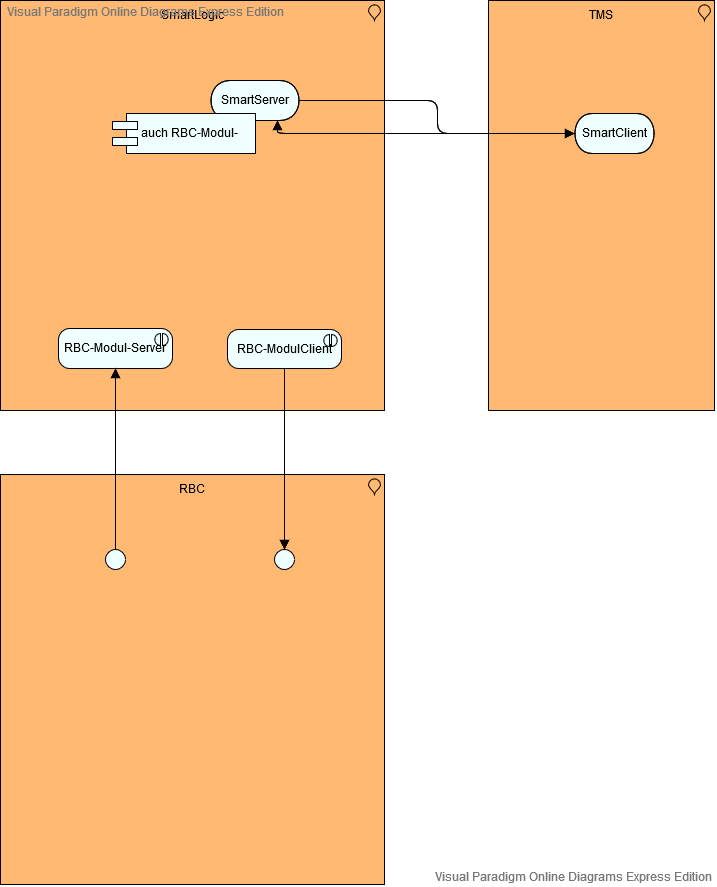 Visual Paradigm Online Diagrams Express Edition
SmartLogic
TMS
SmartServer
auch RBC-Modul-
SmartClient
RBC-Modul-Server
RBC-ModulClient
RBC
Visual Paradigm Online Diagrams Express Edition